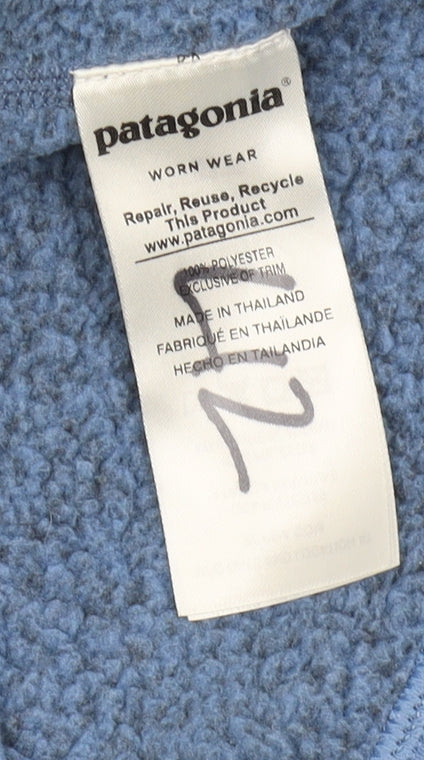 patagonia®
WORN WEAR
Repair, Reuse, Recycle
This Product
www.patagonia.com
100% POLYESTER
EXCLUSIVE OF TRIM
MADE IN THAILAND
FABRIQUÉ EN THAÏLANDE
HECHO EN TAILANDIA